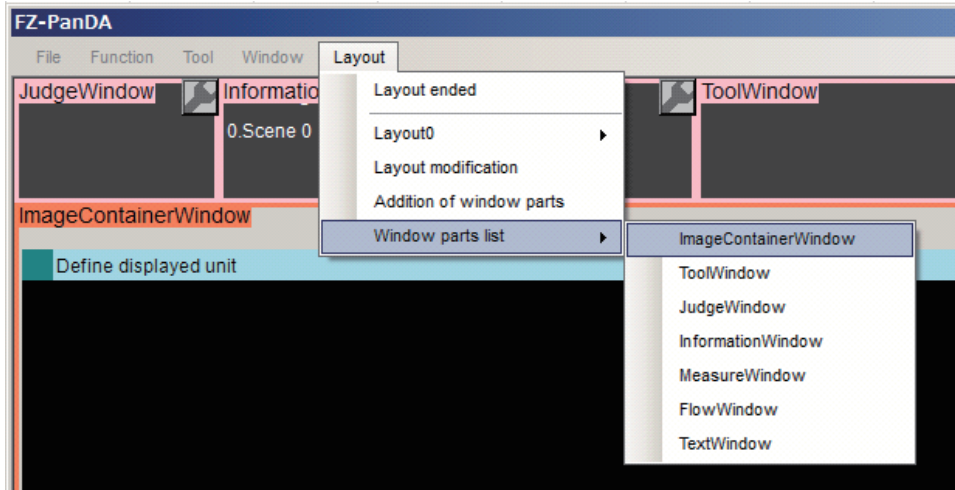 FZ-PanDA
File Function Tool Window Layout
JudgeWindow
Informatio
0.Scene 0
ToolWindow
Layout ended
Layout0
Layout modification
Addition of window parts
Window parts list
ImageContainerWindow
Define displayed unit
ImageContainerWindow
ToolWindow
JudgeWindow
InformationWindow
MeasureWindow
FlowWindow
TextWindow